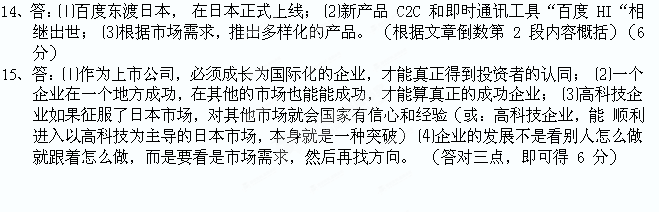 14、答：⑴百度东渡日本， 在日本正式上线； ⑵新产品 C2C 和即时通讯工具“百度 HI“相
继出世； ⑶根据市场需求，推出多样化的产品。 （根据文章倒数第 2 段内容概括）（6
分）
15、答：⑴作为上市公司，必须成长为国际化的企业，才能真正得到投资者的认同； ⑵一个
企业在一个地方成功，在其他的市场也能能成功，才能算真正的成功企业； ⑶高科技企
业如果征服了日本市场，对其他市场就会国家有信心和经验（或：高科技企业，能 顺利
进入以高科技为主导的日本市场，本身就是一种突破）⑷企业的发展不是看别人怎么做
就跟着怎么做，而是要看是市场需求，然后再找方向。 （答对三点，即可得 6 分）